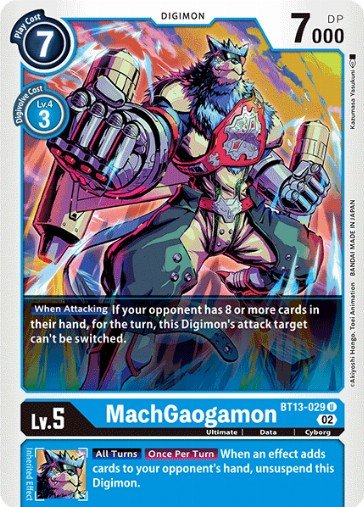 DIGIMON
Play Cost
7
DP
7000
Digivolve Cost
Lv.4
3
Kazumasa Yasukuni
©Akiyoshi Hongo, Toei Animation BANDAI MADE IN JAPAN
When Attacking If your opponent has 8 or more cards in
their hand, for the turn, this Digimon's attack target
can't be switched.
BT13-029 U
Lv.5
MachGaogamon
02
Ultimate | Data | Cyborg
Inherited Effect
All Turns Once Per Turn When an effect adds
cards to your opponent's hand, unsuspend this
Digimon.